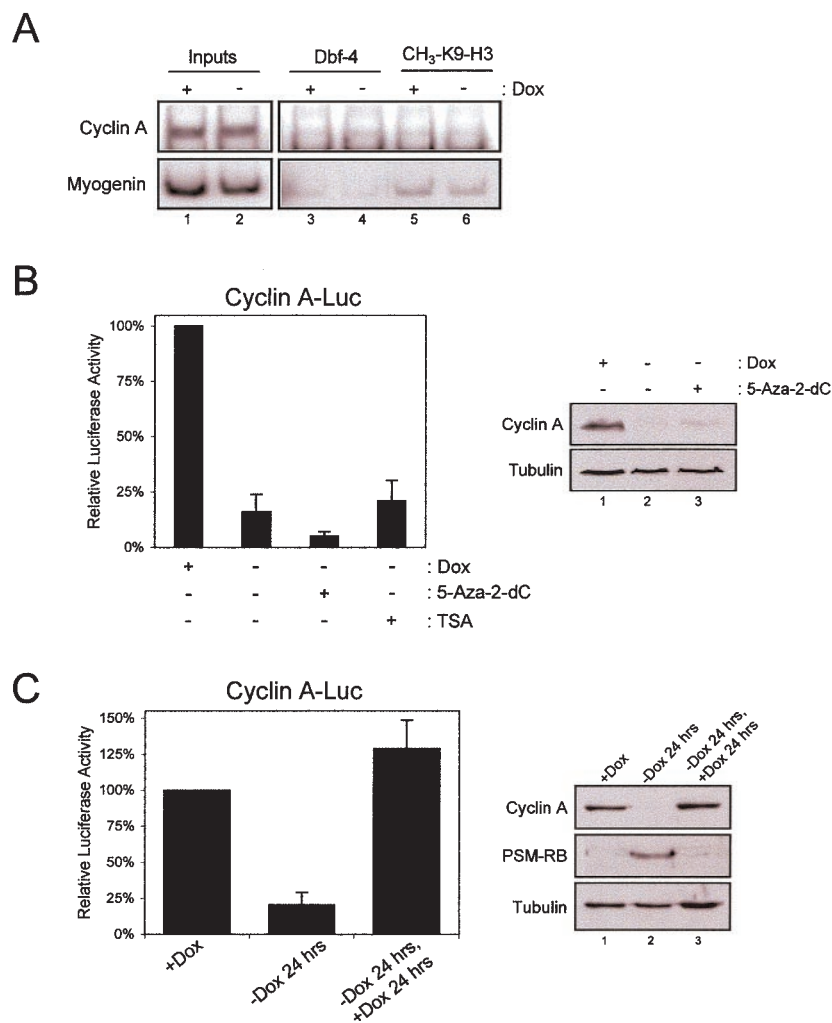 A
Inputs Dbf-4 CH₃-K9-H3
+ - + - + - : Dox
Cyclin A
Myogenin
1 2 3 4 5 6
B
Cyclin A-Luc
Relative Luciferase Activity
100%
75%
50%
25%
0%
+ - - - : Dox
- - + - : 5-Aza-2-dC
- - - + : TSA
+ - - : Dox
- - + : 5-Aza-2-dC
Cyclin A
Tubulin
1 2 3
C
Cyclin A-Luc
Relative Luciferase Activity
150%
125%
100%
75%
50%
25%
0%
+Dox
-Dox 24 hrs
-Dox 24 hrs,
+Dox 24 hrs
+Dox
-Dox 24 hrs
-Dox 24 hrs,
+Dox 24 hrs
Cyclin A
PSM-RB
Tubulin
1 2 3